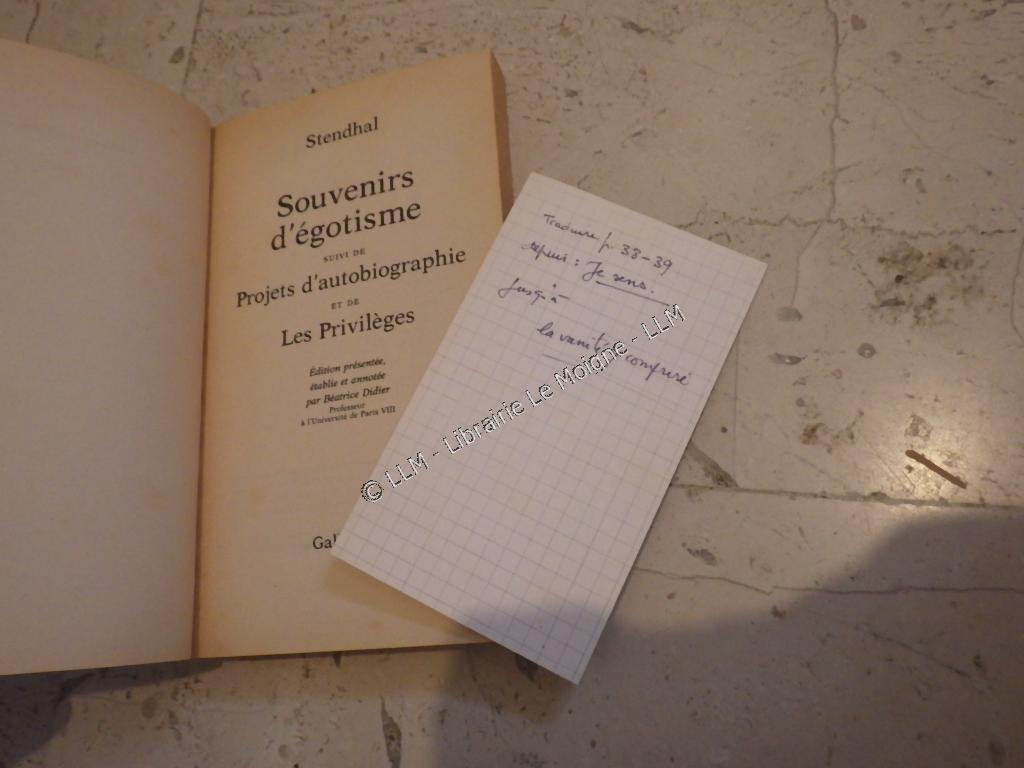 Stendhal
Souvenirs
d'égotisme
SUIVI DE
Projets d'autobiographie
ET DE
Les Privilèges
Édition présentée,
établie et annotée
par Béatrice Didier
Professeur
à l'Université de Paris VIII
Gal
Traduire p. 38-39
depuis : Je sens.
jusqu'à
la vanité compris
© LLM - Librairie Le Moigne - LLM